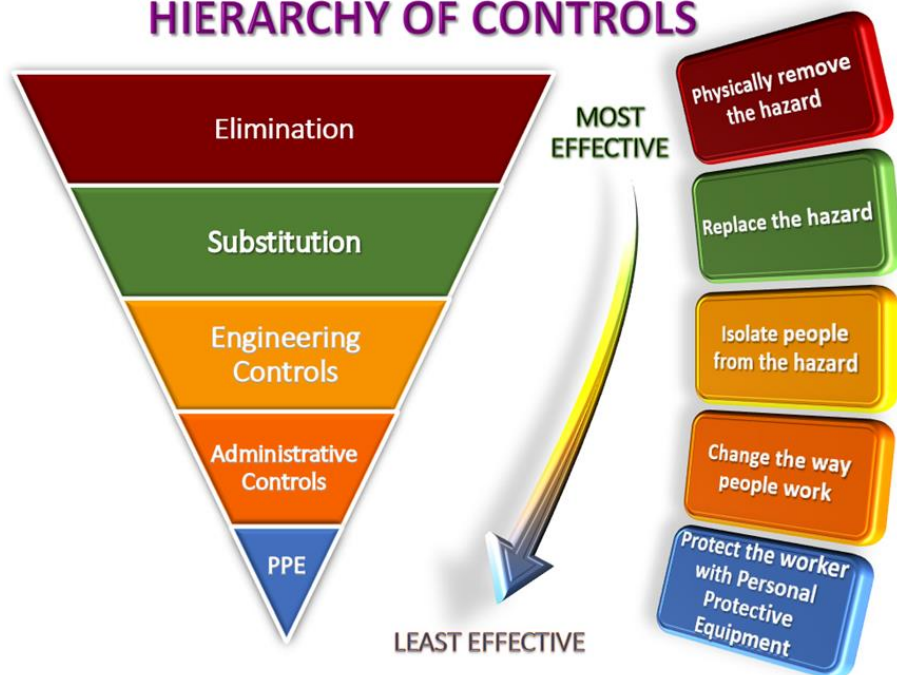 HIERARCHY OF CONTROLS
Elimination
Substitution
Engineering
Controls
Administrative
Controls
PPE
MOST
EFFECTIVE
LEAST EFFECTIVE
Physically remove
the hazard
Replace the hazard
Isolate people
from the hazard
Change the way
people work
Protect the worker
with Personal
Protective
Equipment